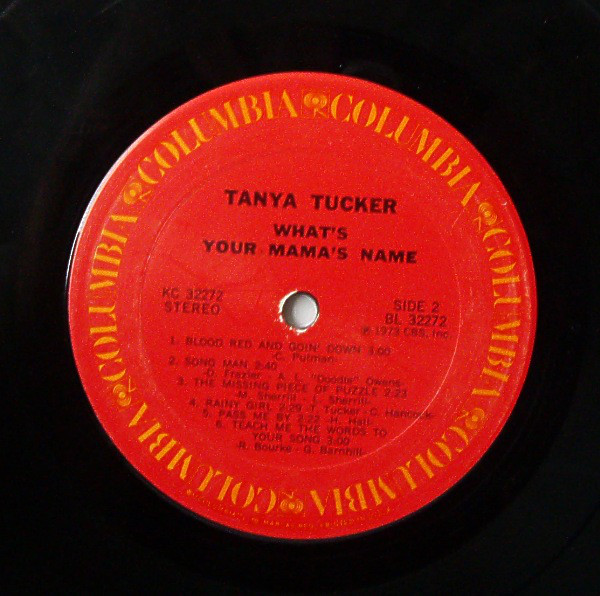 COLUMBIA COLUMBIA COLUMBIA COLUMBIA COLUMBIA COLUMBIA
TANYA TUCKER
WHAT'S
YOUR MAMA'S NAME
KC 32272
STEREO
SIDE 2
BL 32272
℗ 1973 CBS, Inc.
1. BLOOD RED AND GOIN' DOWN 3:00
-C. Putman-
2. SONG MAN 2:40
-D. Frazier - A. L. "Doodle" Owens-
3. THE MISSING PIECE OF PUZZLE 2:23
-M. Sherrill - L. Sherrill-
4. RAINY GIRL 2:29 -T. Tucker - C. Hancock-
5. PASS ME BY 2:22 -H. Hall-
6. TEACH ME THE WORDS TO
YOUR SONG 3:00
R. Bourke - G. Barnhill-